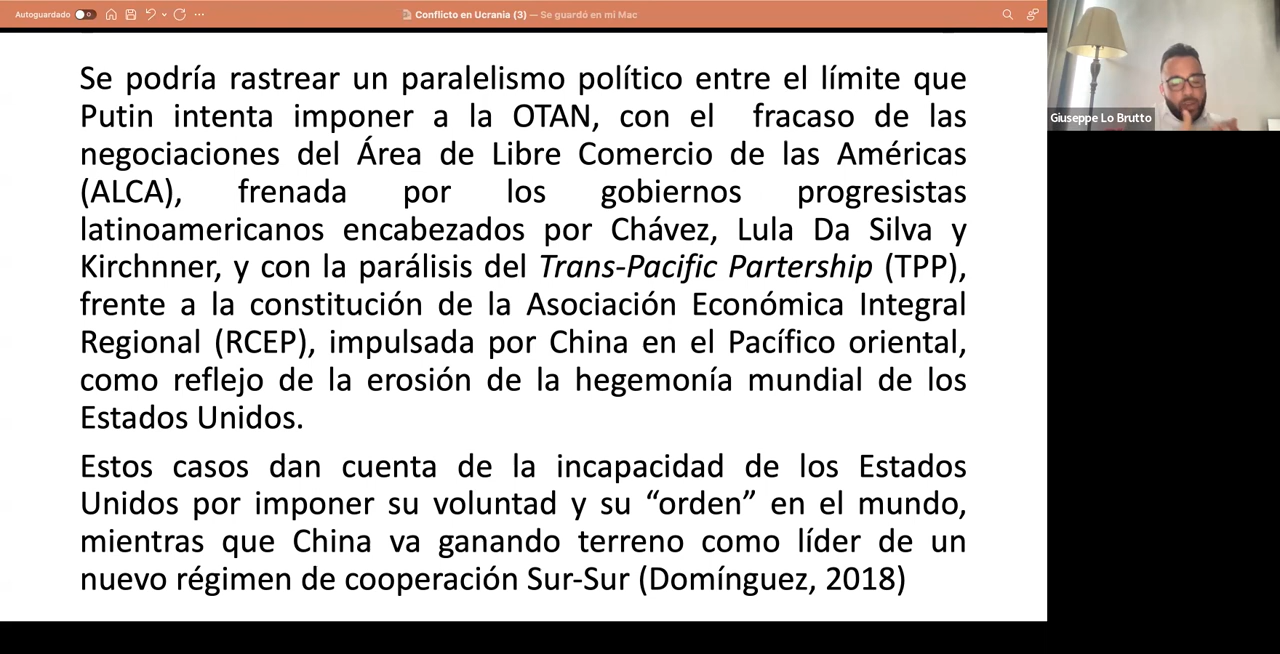 Autoguardado
Conflicto en Ucrania (3) — Se guardó en mi Mac
Se podría rastrear un paralelismo político entre el límite que
Putin intenta imponer a la OTAN, con el fracaso de las
negociaciones del Área de Libre Comercio de las Américas
(ALCA), frenada por los gobiernos progresistas
latinoamericanos encabezados por Chávez, Lula Da Silva y
Kirchnner, y con la parálisis del Trans-Pacific Partership (TPP),
frente a la constitución de la Asociación Económica Integral
Regional (RCEP), impulsada por China en el Pacífico oriental,
como reflejo de la erosión de la hegemonía mundial de los
Estados Unidos.
Estos casos dan cuenta de la incapacidad de los Estados
Unidos por imponer su voluntad y su “orden” en el mundo,
mientras que China va ganando terreno como líder de un
nuevo régimen de cooperación Sur-Sur (Domínguez, 2018)
Giuseppe Lo Brutto